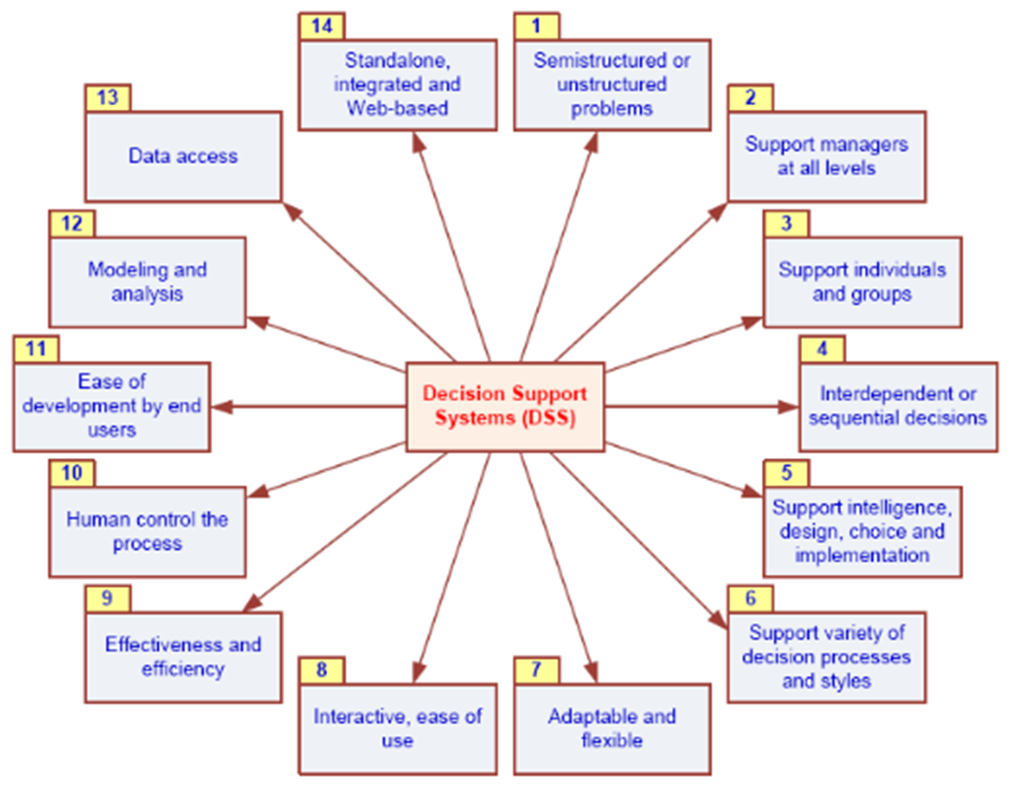 14
Standalone,
integrated and
Web-based
1
Semistructured or
unstructured
problems
13
Data access
2
Support managers
at all levels
12
Modeling and
analysis
3
Support individuals
and groups
11
Ease of
development by end
users
Decision Support
Systems (DSS)
4
Interdependent or
sequential decisions
10
Human control the
process
5
Support intelligence,
design, choice and
implementation
9
Effectiveness and
efficiency
6
Support variety of
decision processes
and styles
8
Interactive, ease of
use
7
Adaptable and
flexible